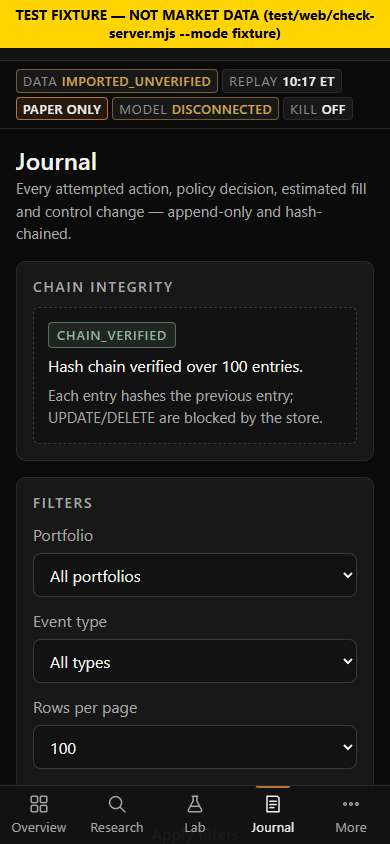 TEST FIXTURE — NOT MARKET DATA (test/web/check-
server.mjs --mode fixture)
DATA IMPORTED_UNVERIFIED REPLAY 10:17 ET
PAPER ONLY MODEL DISCONNECTED KILL OFF
Journal
Every attempted action, policy decision, estimated fill
and control change — append-only and hash-
chained.
CHAIN INTEGRITY
CHAIN_VERIFIED
Hash chain verified over 100 entries.
Each entry hashes the previous entry;
UPDATE/DELETE are blocked by the store.
FILTERS
Portfolio
All portfolios
Event type
All types
Rows per page
100
Apply filters
Overview Research Lab Journal More